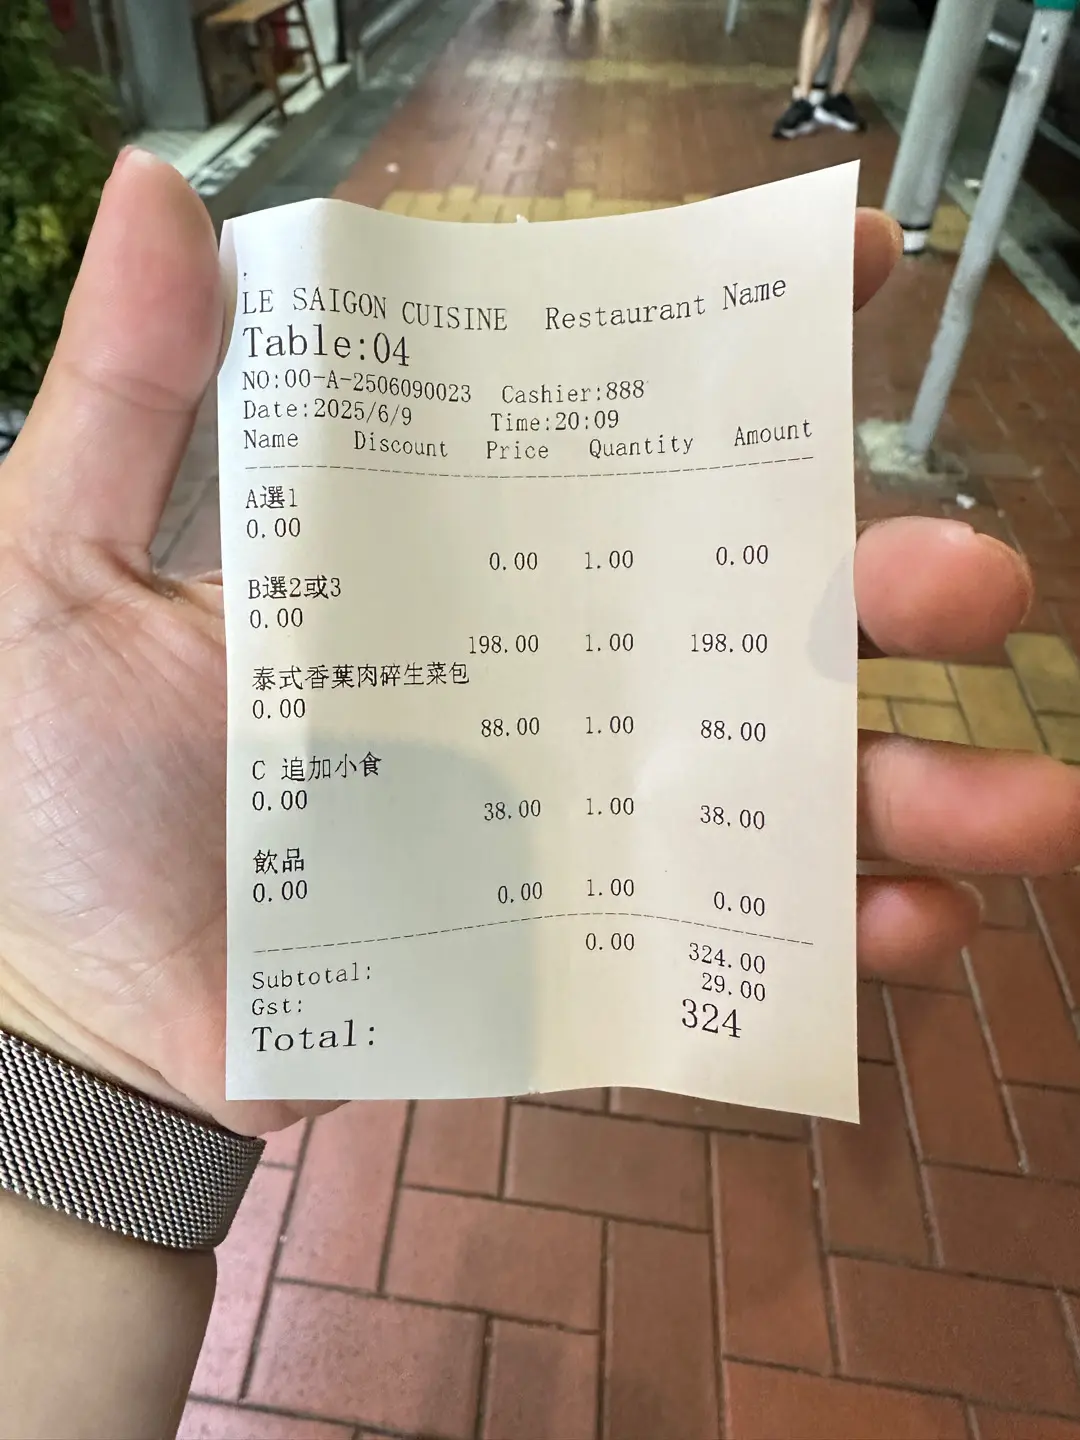 LE SAIGON CUISINE Restaurant Name
Table:04
NO:00-A-2506090023 Cashier:888
Date:2025/6/9 Time:20:09
Name Discount Price Quantity Amount
A選1
0.00
0.00 1.00 0.00
B選2或3
0.00
198.00 1.00 198.00
泰式香葉肉碎生菜包
0.00
88.00 1.00 88.00
C 追加小食
0.00
38.00 1.00 38.00
飲品
0.00
0.00 1.00 0.00
Subtotal: 0.00 324.00
Gst: 29.00
Total: 324